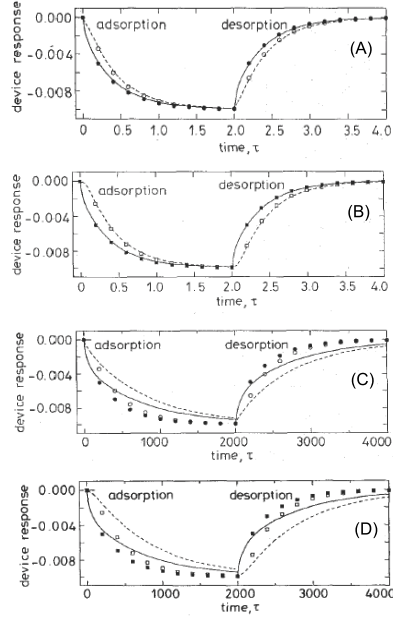 device response
0.000
-0.004
-0.008
adsorption
desorption
(A)
0 0.5 1.0 1.5 2.0 2.5 3.0 3.5 4.0
time, τ
device response
0.000
-0.004
-0.008
adsorption
desorption
(B)
0 0.5 1.0 1.5 2.0 2.5 3.0 3.5 4.0
time, τ
device response
0.000
-0.004
-0.008
adsorption
desorption
(C)
0 1000 2000 3000 4000
time, τ
device response
0.000
-0.004
-0.008
adsorption
desorption
(D)
0 1000 2000 3000 4000
time, τ